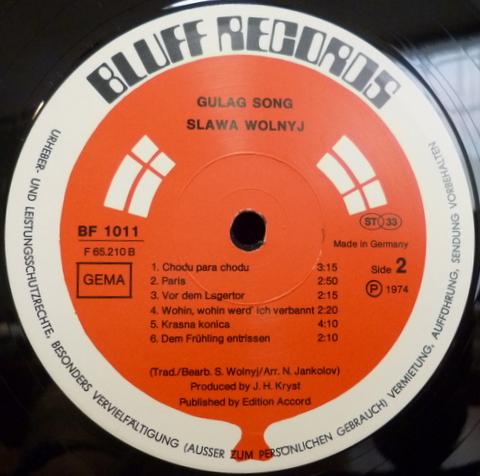 BLUFF RECORDS
GULAG SONG
SLAWA WOLNYJ
BF 1011
F 65.210 B
GEMA
ST 33
Made in Germany
Side 2
P 1974
1. Chodu para chodu 3:15
2. Paris 2:50
3. Vor dem Lagertor 2:15
4. Wohin, wohin werd' ich verbannt 2:20
5. Krasna konica 4:10
6. Dem Frühling entrissen 2:10
(Trad./Bearb. S. Wolnyj/Arr. N. Jankolov)
Produced by J. H. Kryst
Published by Edition Accord
URHEBER- UND LEISTUNGSSCHUTZRECHTE, BESONDERS VERVIELFÄLTIGUNG (AUSSER ZUM PERSÖNLICHEN GEBRAUCH) VERMIETUNG, AUFFÜHRUNG, SENDUNG VORBEHALTEN